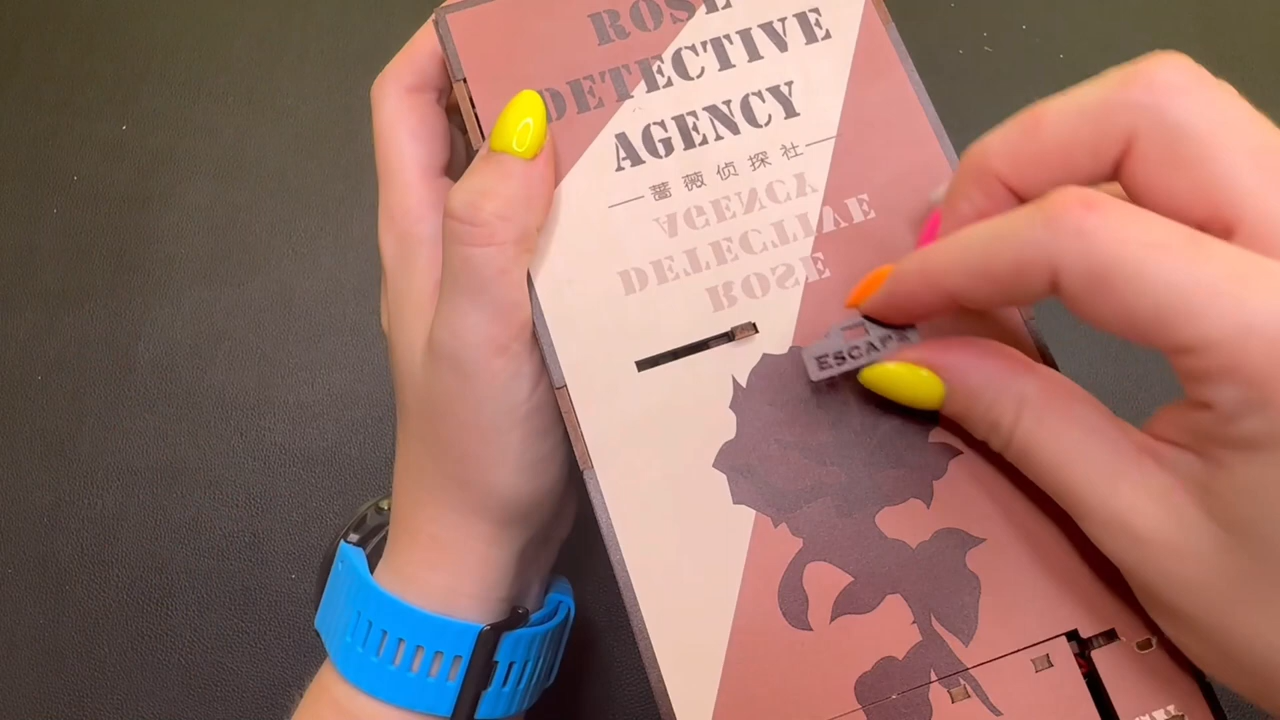 ROSE
DETECTIVE
AGENCY
蔷薇侦探社
AGENCY
DETECTIVE
ROSE
ESCAPE